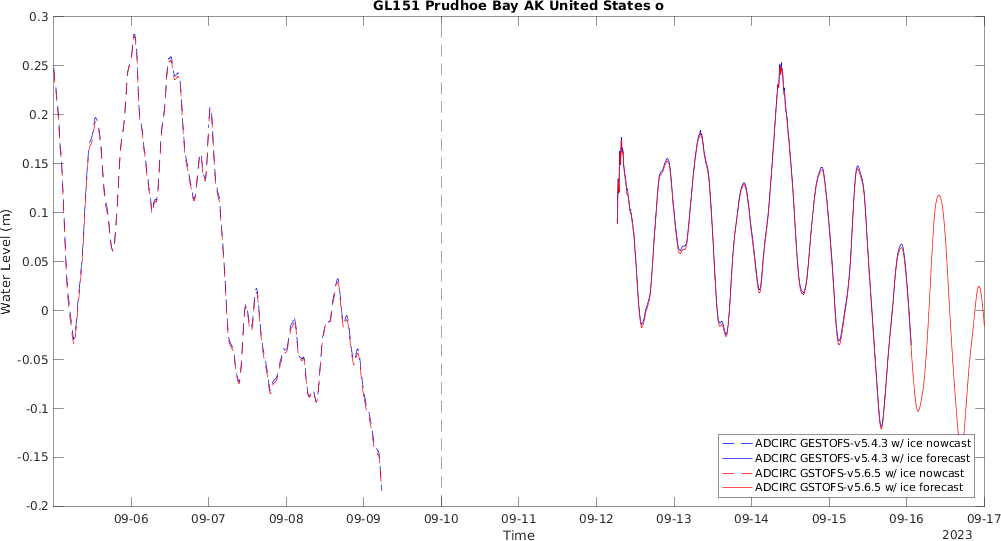 GL151 Prudhoe Bay AK United States o
0.3
0.25
0.2
0.15
0.1
0.05
0
-0.05
-0.1
-0.15
-0.2
Water Level (m)
ADCIRC GESTOFS-v5.4.3 w/ ice nowcast
ADCIRC GESTOFS-v5.4.3 w/ ice forecast
ADCIRC GSTOFS-v5.6.5 w/ ice nowcast
ADCIRC GSTOFS-v5.6.5 w/ ice forecast
09-06 09-07 09-08 09-09 09-10 09-11 09-12 09-13 09-14 09-15 09-16 09-17
Time
2023